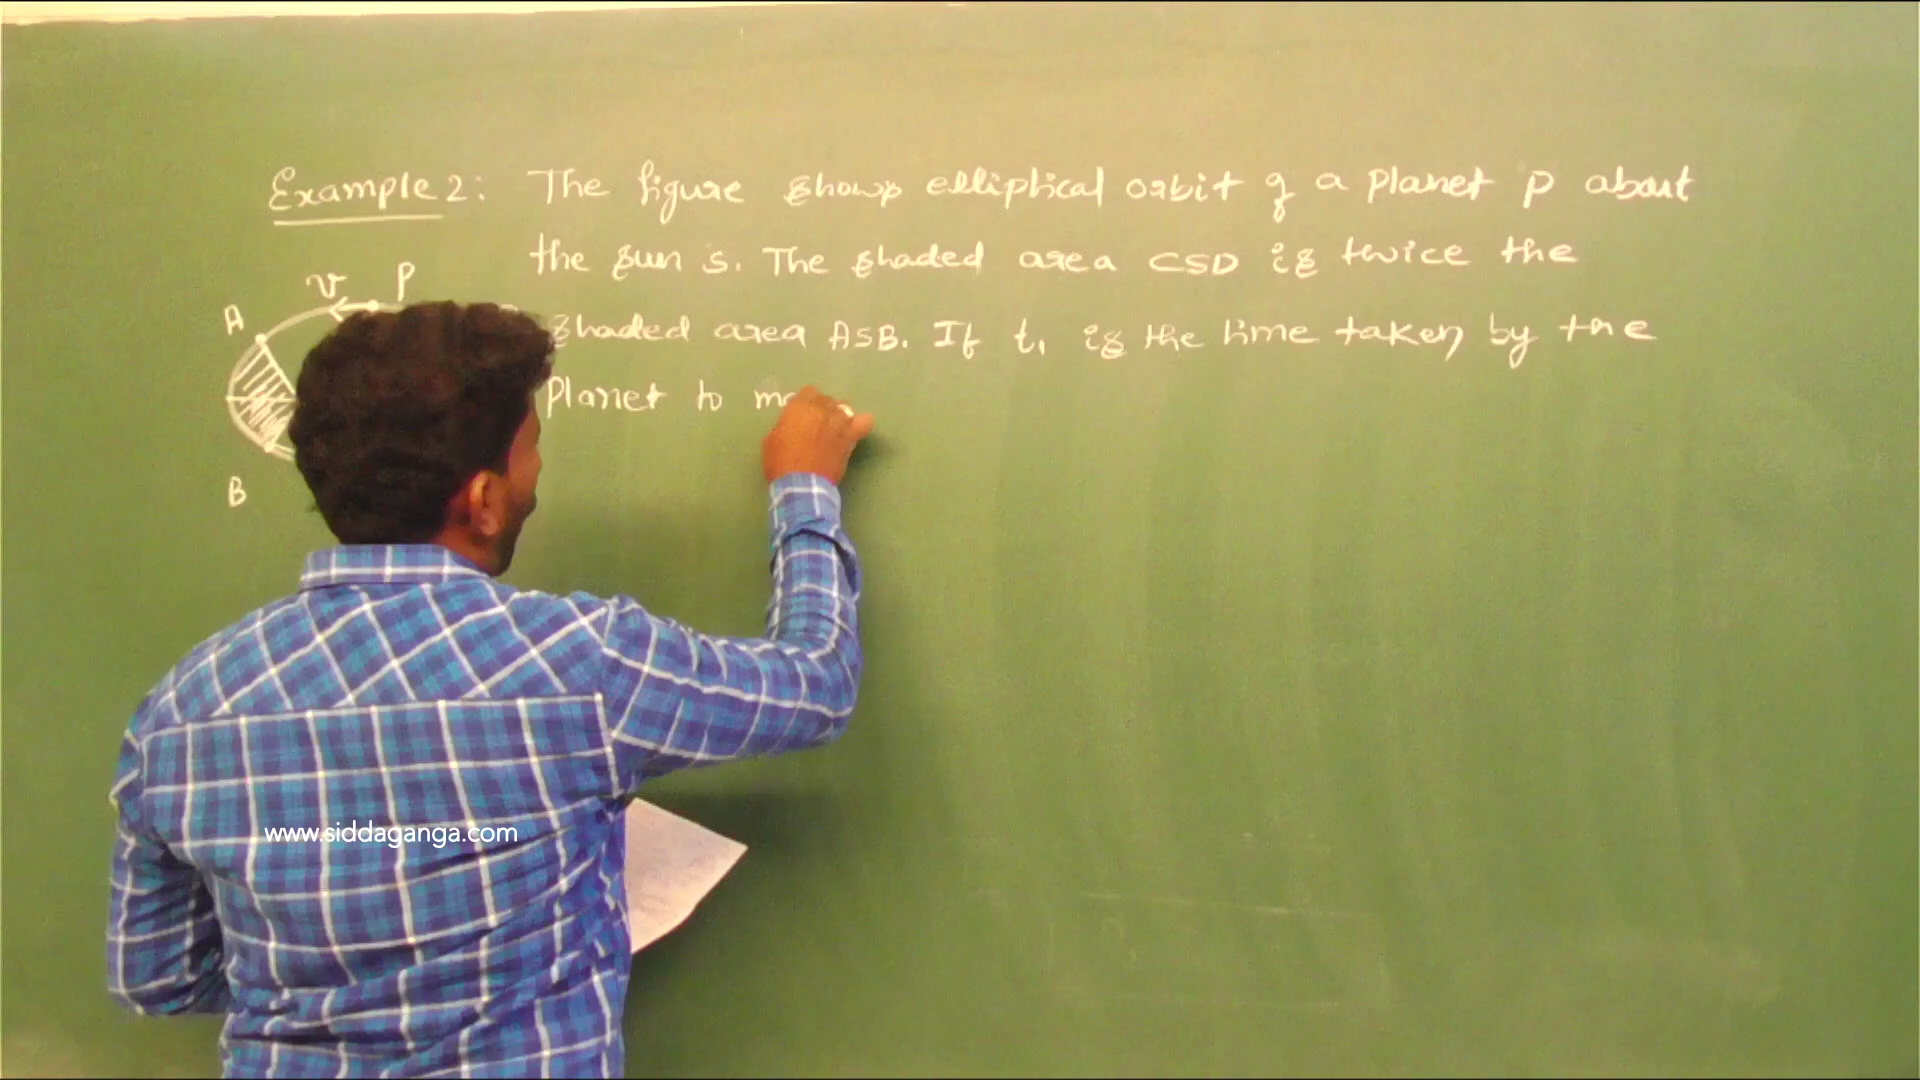 Example 2: The figure shows elliptical orbit of a planet P about
the sun S. The shaded area CSD is twice the
shaded area ASB. If t₁ is the time taken by the
Planet to
v P
A
B
www.siddaganga.com